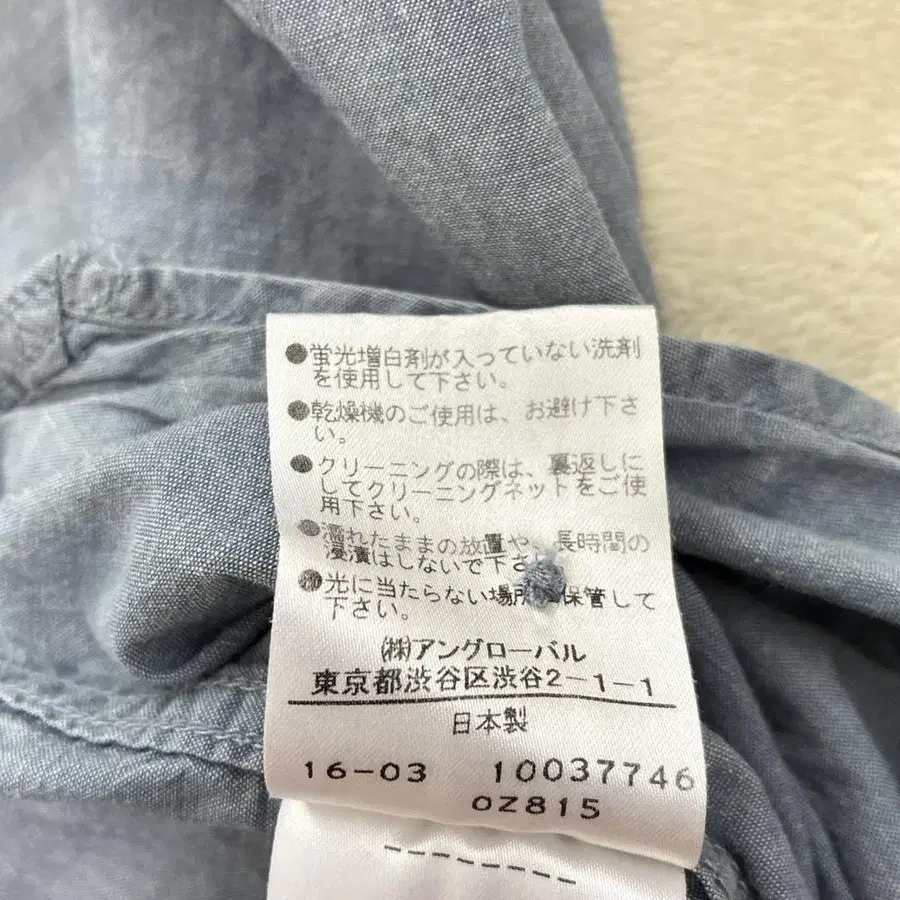 ●蛍光増白剤が入っていない洗剤
を使用して下さい。
●乾燥機のご使用は、お避け下さ
い。
●クリーニングの際は、裏返しに
してクリーニングネットをご使
用下さい。
●濡れたままの放置や、長時間の
浸漬はしないで下さい。
●光に当たらない場所 保管して
下さい。
㈱アングローバル
東京都渋谷区渋谷2-1-1
日本製
16-03 10037746
0Z815
--------